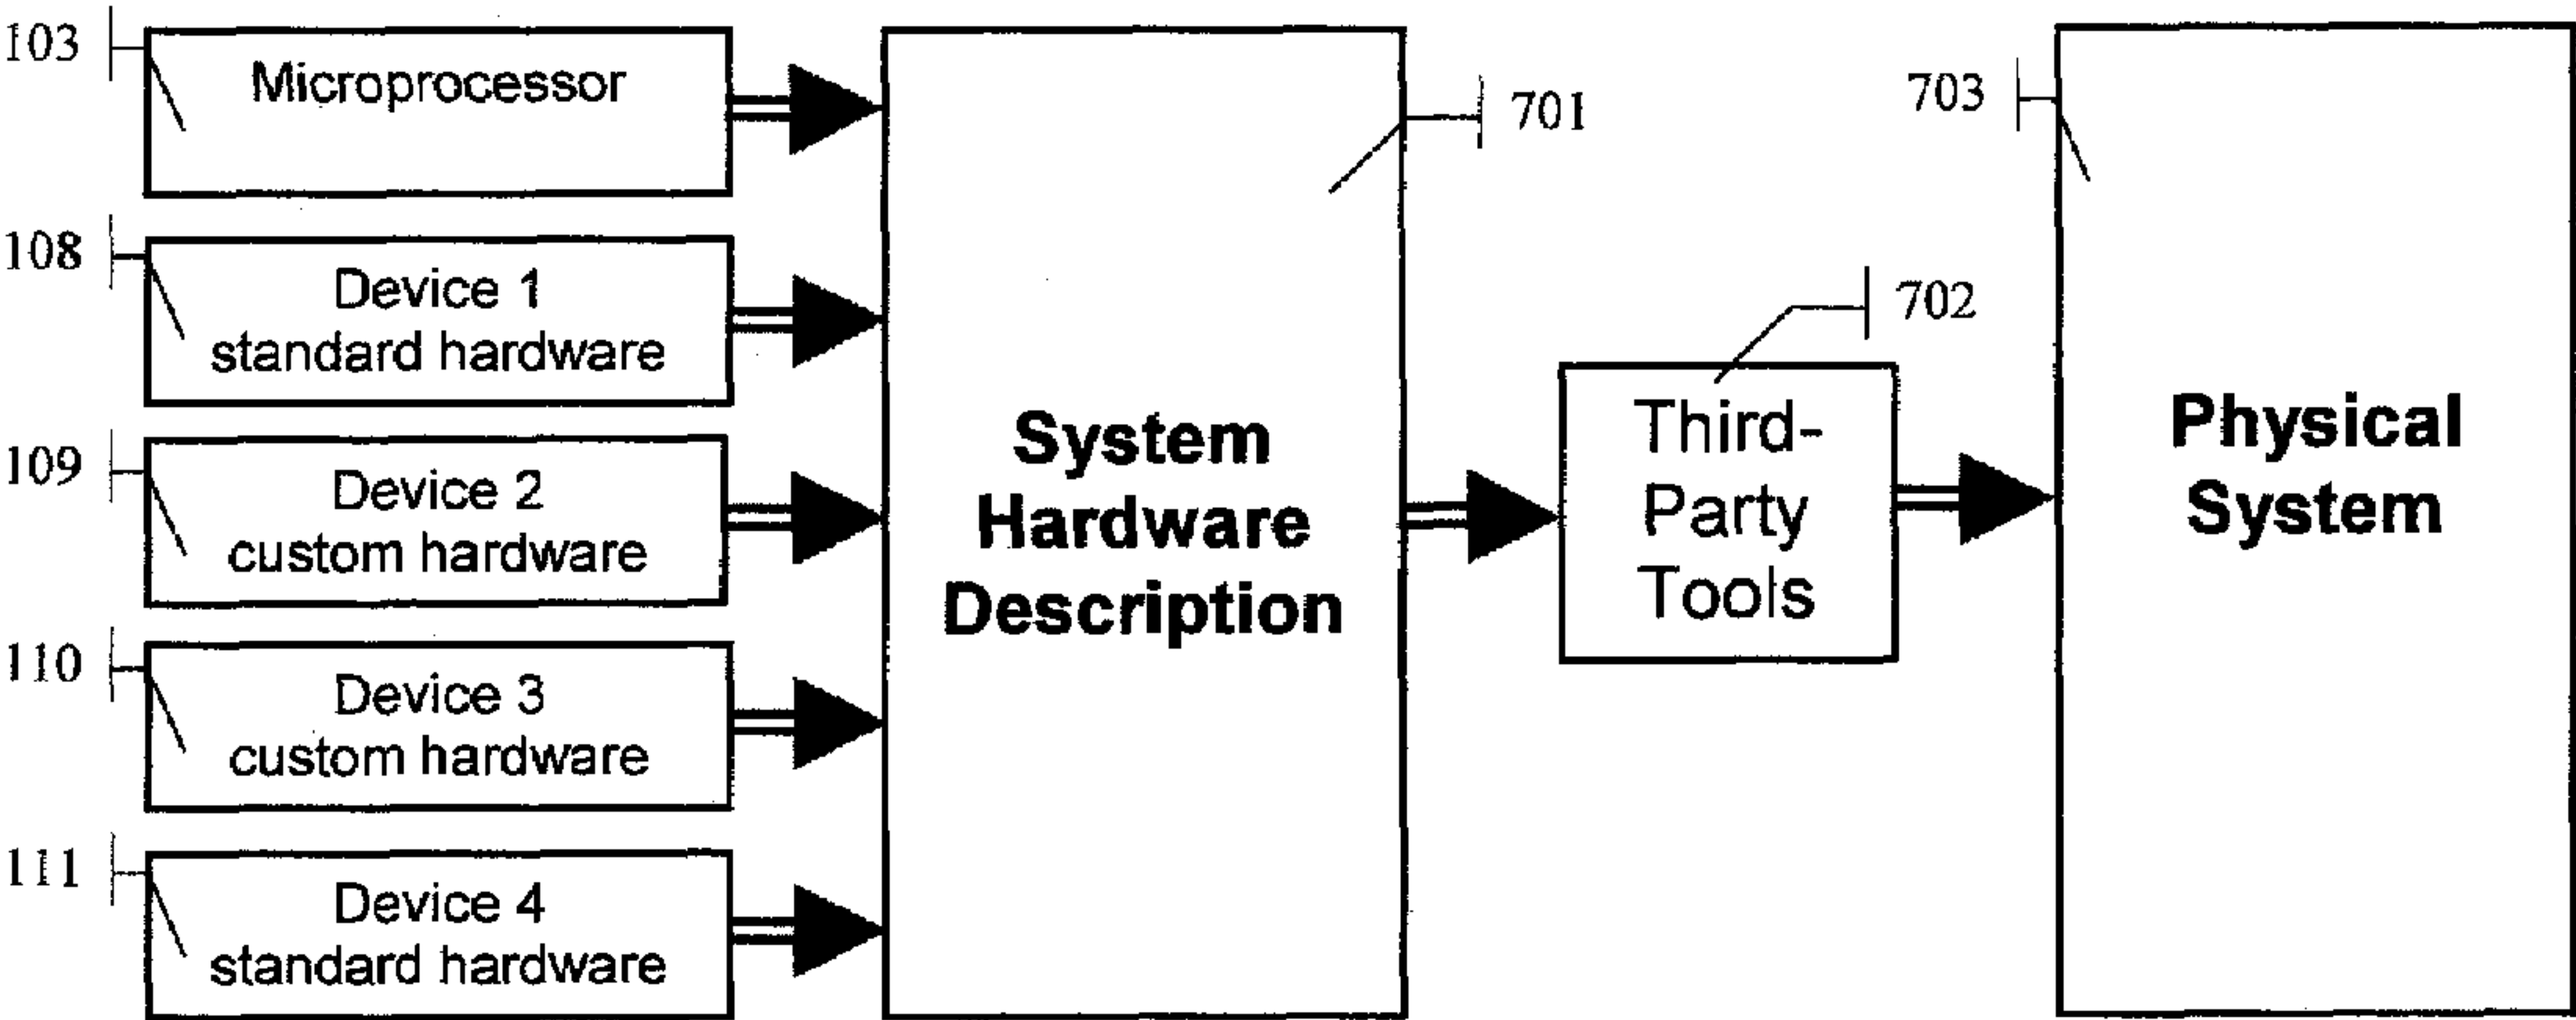 103
Microprocessor
108
Device 1
standard hardware
109
Device 2
custom hardware
110
Device 3
custom hardware
111
Device 4
standard hardware
701
System
Hardware
Description
702
Third-
Party
Tools
703
Physical
System